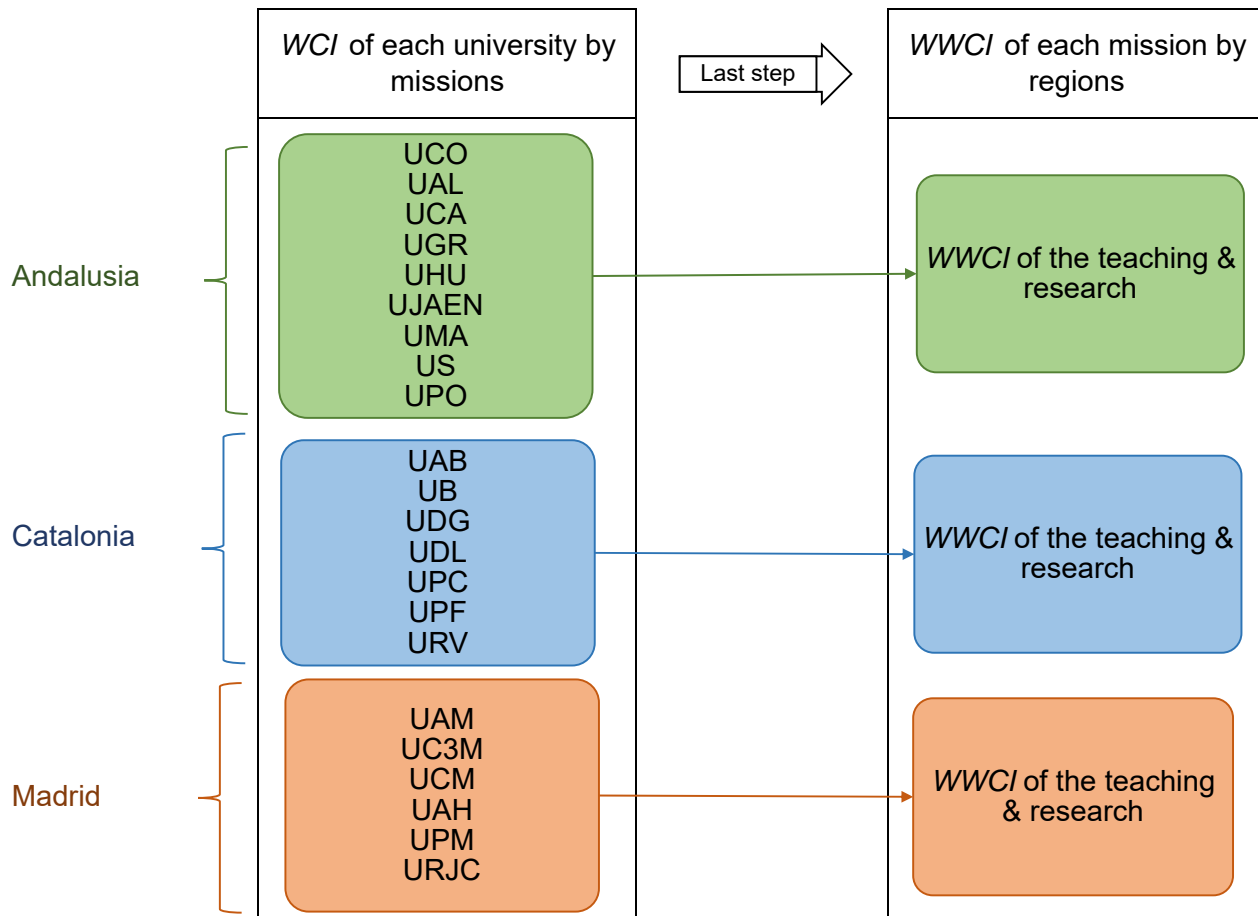 WCI of each university by
missions
Last step
WWCI of each mission by
regions
Andalusia
UCO
UAL
UCA
UGR
UHU
UJAEN
UMA
US
UPO
WWCI of the teaching &
research
Catalonia
UAB
UB
UDG
UDL
UPC
UPF
URV
WWCI of the teaching &
research
Madrid
UAM
UC3M
UCM
UAH
UPM
URJC
WWCI of the teaching
& research